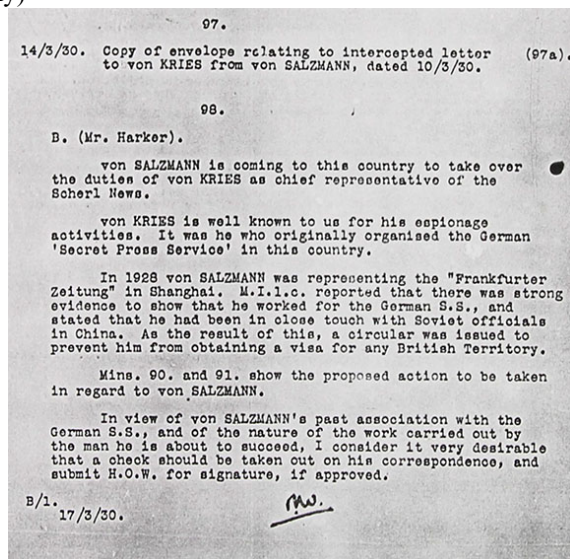 97.
14/3/30. Copy of envelope relating to intercepted letter (97a).
to von KRIES from von SALZMANN, dated 10/3/30.
98.
B. (Mr. Harker).
von SALZMANN is coming to this country to take over
the duties of von KRIES as chief representative of the
Scherl News.
von KRIES is well known to us for his espionage
activities. It was he who originally organised the German
'Secret Press Service' in this country.
In 1928 von SALZMANN was representing the "Frankfurter
Zeitung" in Shanghai. M.I.1.c. reported that there was strong
evidence to show that he worked for the German S.S., and
stated that he had been in close touch with Soviet officials
in China. As the result of this, a circular was issued to
prevent him from obtaining a visa for any British Territory.
Mins. 90. and 91. show the proposed action to be taken
in regard to von SALZMANN.
In view of von SALZMANN's past association with the
German S.S., and of the nature of the work carried out by
the man he is about to succeed, I consider it very desirable
that a check should be taken out on his correspondence, and
submit H.O.W. for signature, if approved.
B/1.
17/3/30.